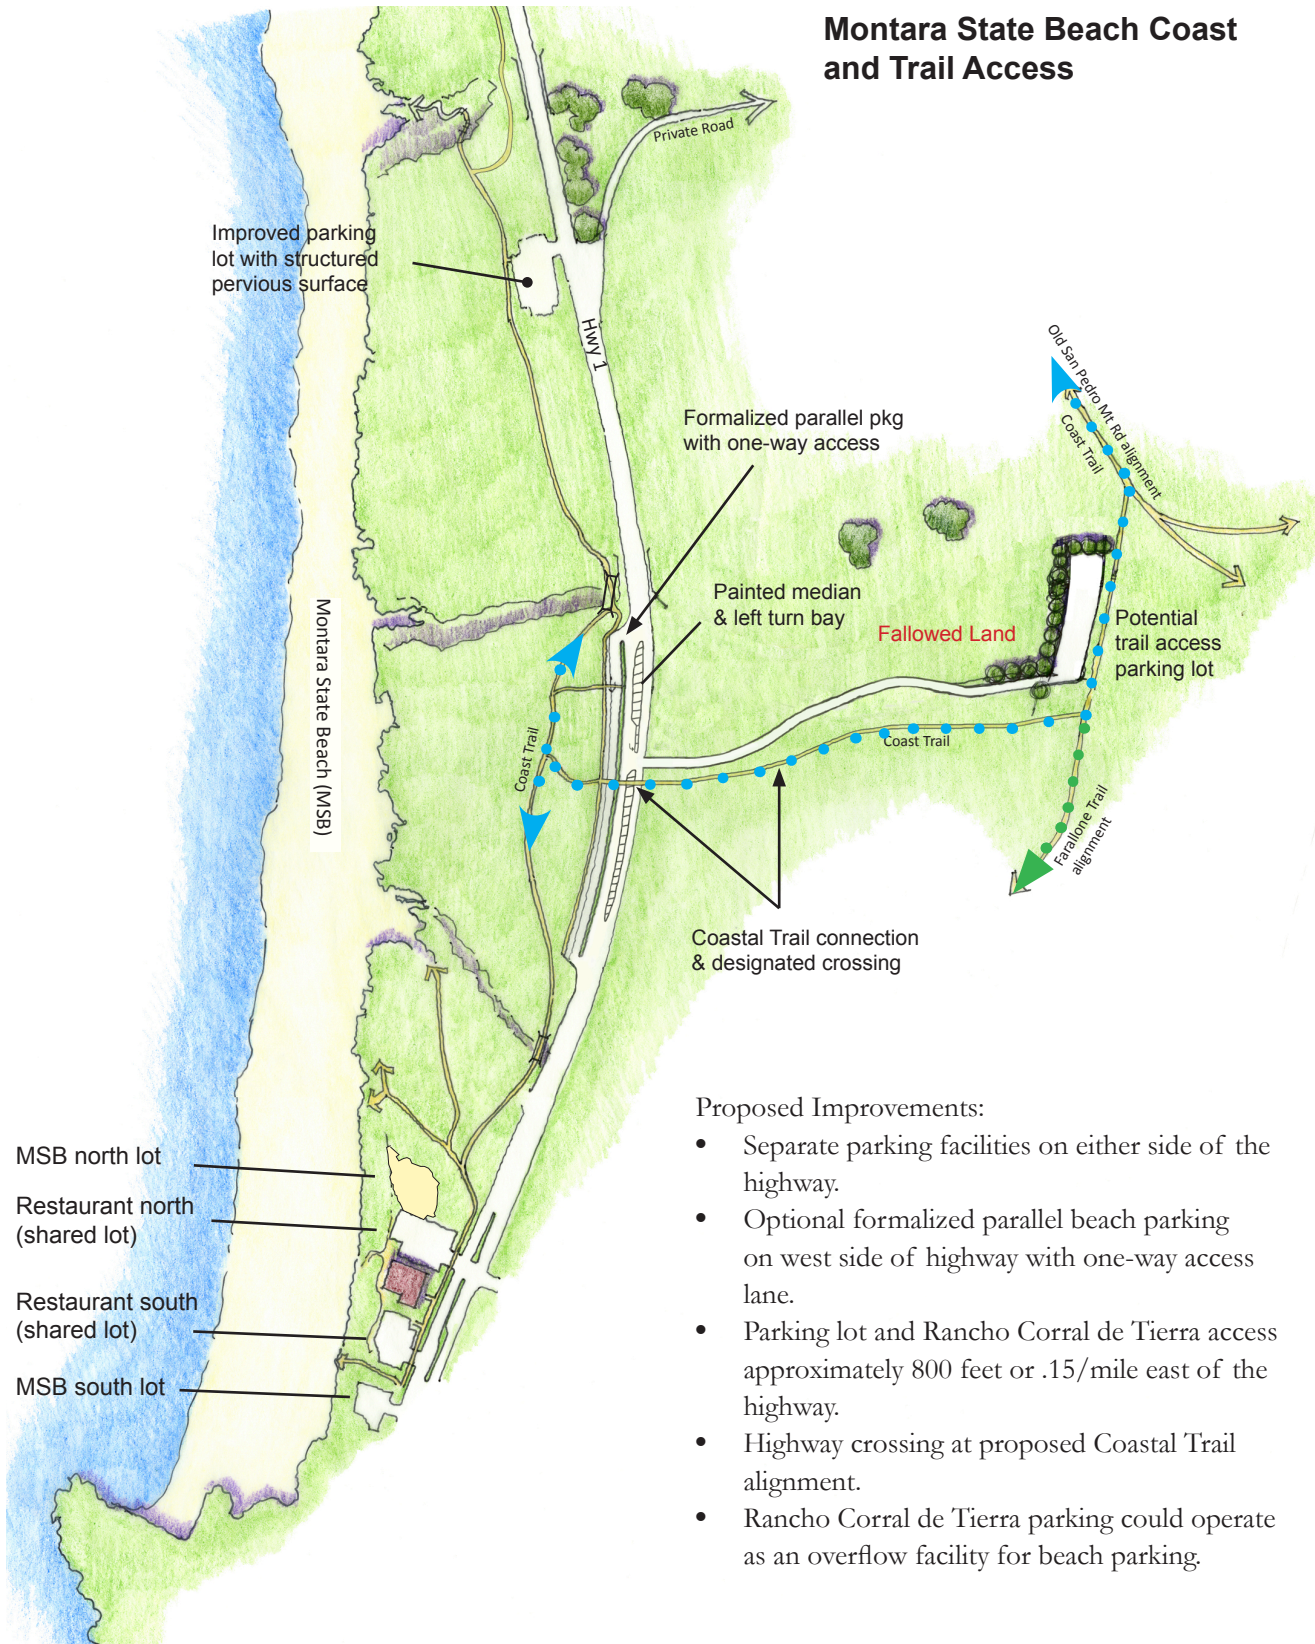 Montara State Beach Coast
and Trail Access
Private Road
Improved parking
lot with structured
pervious surface
Hwy 1
Old San Pedro Mt Rd alignment
Coast Trail
Formalized parallel pkg
with one-way access
Painted median
& left turn bay
Fallowed Land
Potential
trail access
parking lot
Montara State Beach (MSB)
Coast Trail
Coast Trail
Farallone Trail
alignment
Coastal Trail connection
& designated crossing
MSB north lot
Restaurant north
(shared lot)
Restaurant south
(shared lot)
MSB south lot
Proposed Improvements:
• Separate parking facilities on either side of the
highway.
• Optional formalized parallel beach parking
on west side of highway with one-way access
lane.
• Parking lot and Rancho Corral de Tierra access
approximately 800 feet or .15/mile east of the
highway.
• Highway crossing at proposed Coastal Trail
alignment.
• Rancho Corral de Tierra parking could operate
as an overflow facility for beach parking.